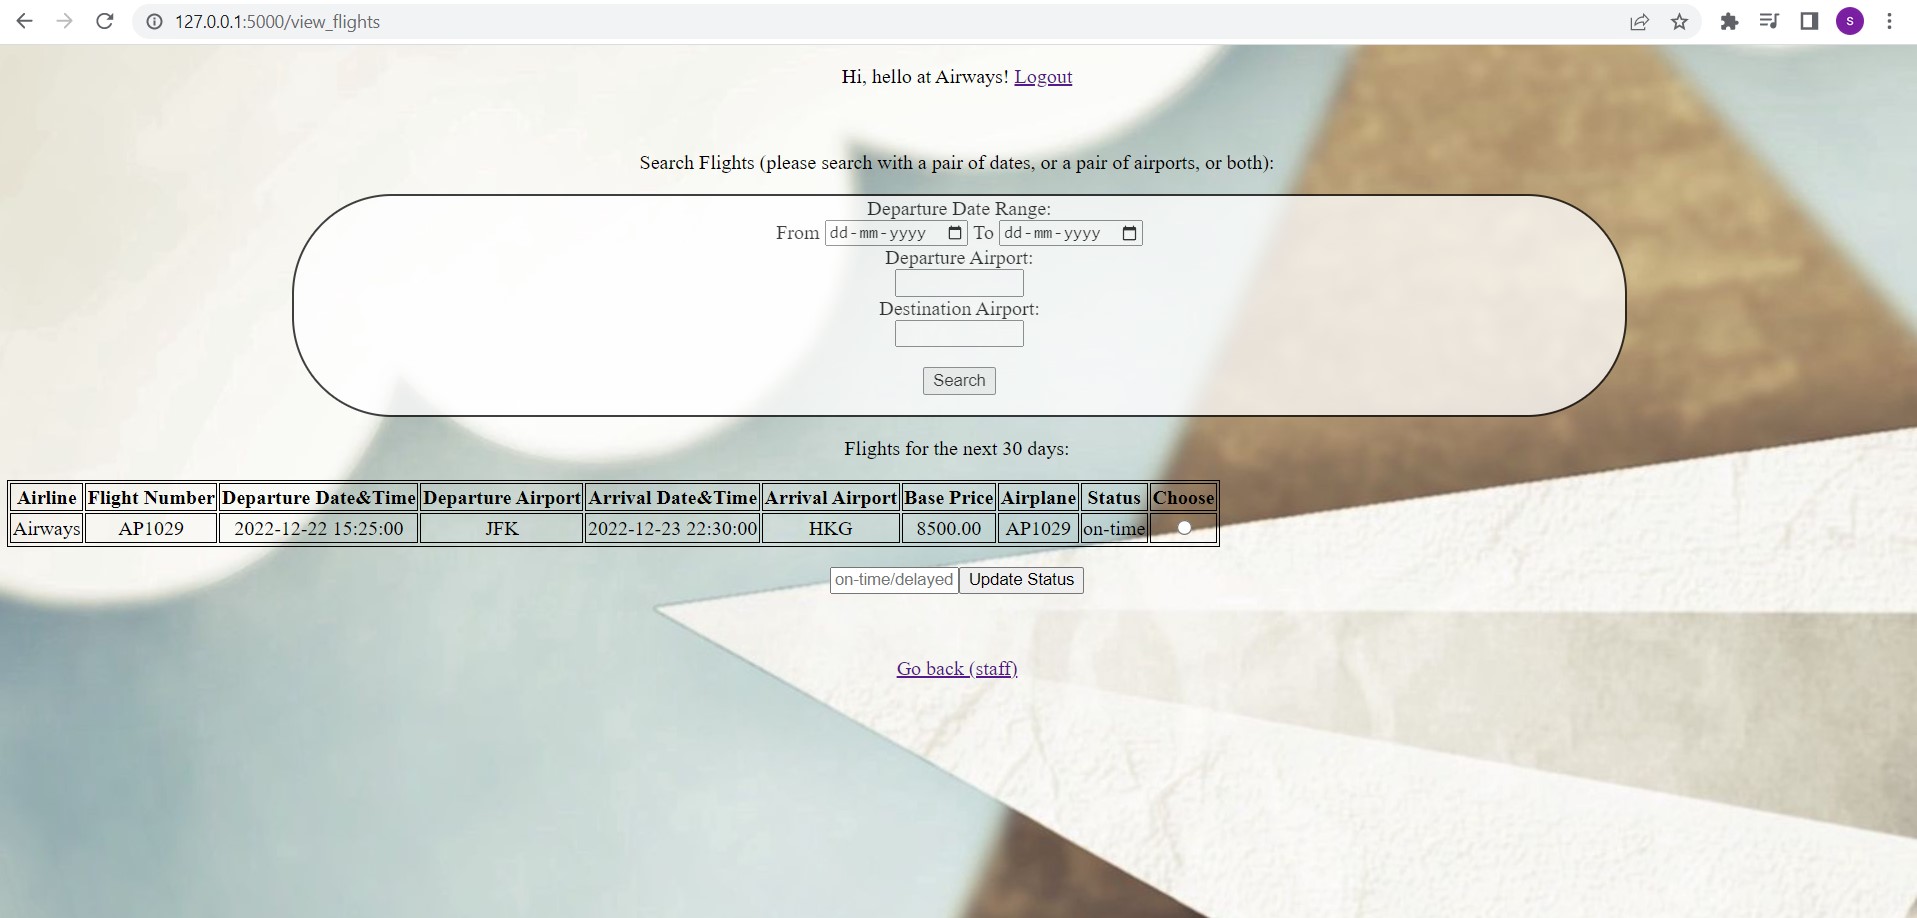 127.0.0.1:5000/view_flights
S
Hi, hello at Airways! Logout
Search Flights (please search with a pair of dates, or a pair of airports, or both):
Departure Date Range:
From dd-mm-yyyy To dd-mm-yyyy
Departure Airport:
Destination Airport:
Search
Flights for the next 30 days:
Airline Flight Number Departure Date&Time Departure Airport Arrival Date&Time Arrival Airport Base Price Airplane Status Choose
Airways AP1029 2022-12-22 15:25:00 JFK 2022-12-23 22:30:00 HKG 8500.00 AP1029 on-time
on-time/delayed Update Status
Go back (staff)